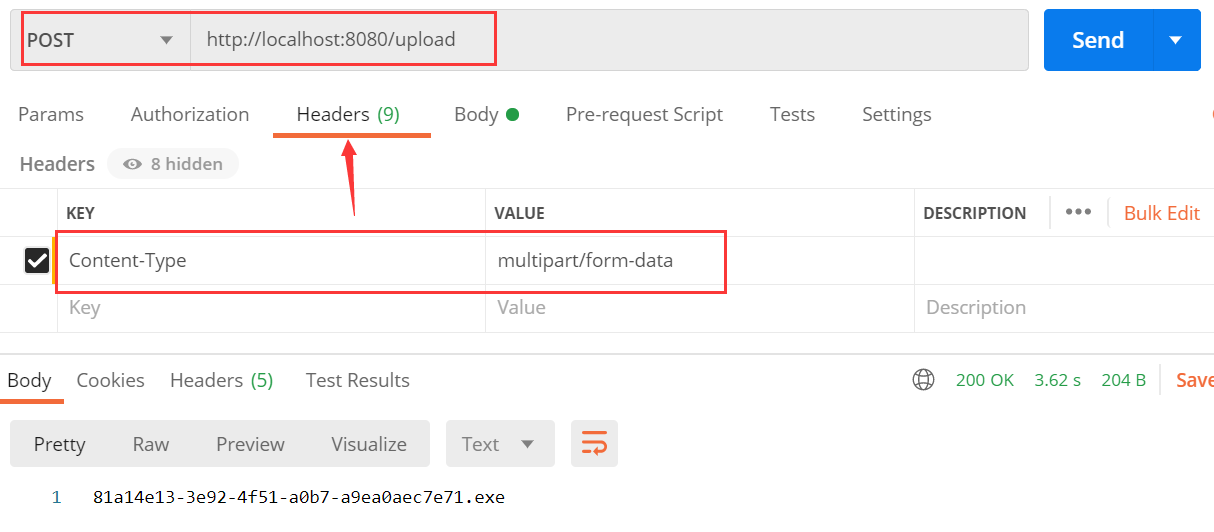 POST http://localhost:8080/upload Send
Params Authorization Headers (9) Body Pre-request Script Tests Settings
Headers 8 hidden
KEY VALUE DESCRIPTION ••• Bulk Edit
Content-Type multipart/form-data
Key Value Description
Body Cookies Headers (5) Test Results 200 OK 3.62 s 204 B Save
Pretty Raw Preview Visualize Text
1 81a14e13-3e92-4f51-a0b7-a9ea0aec7e71.exe